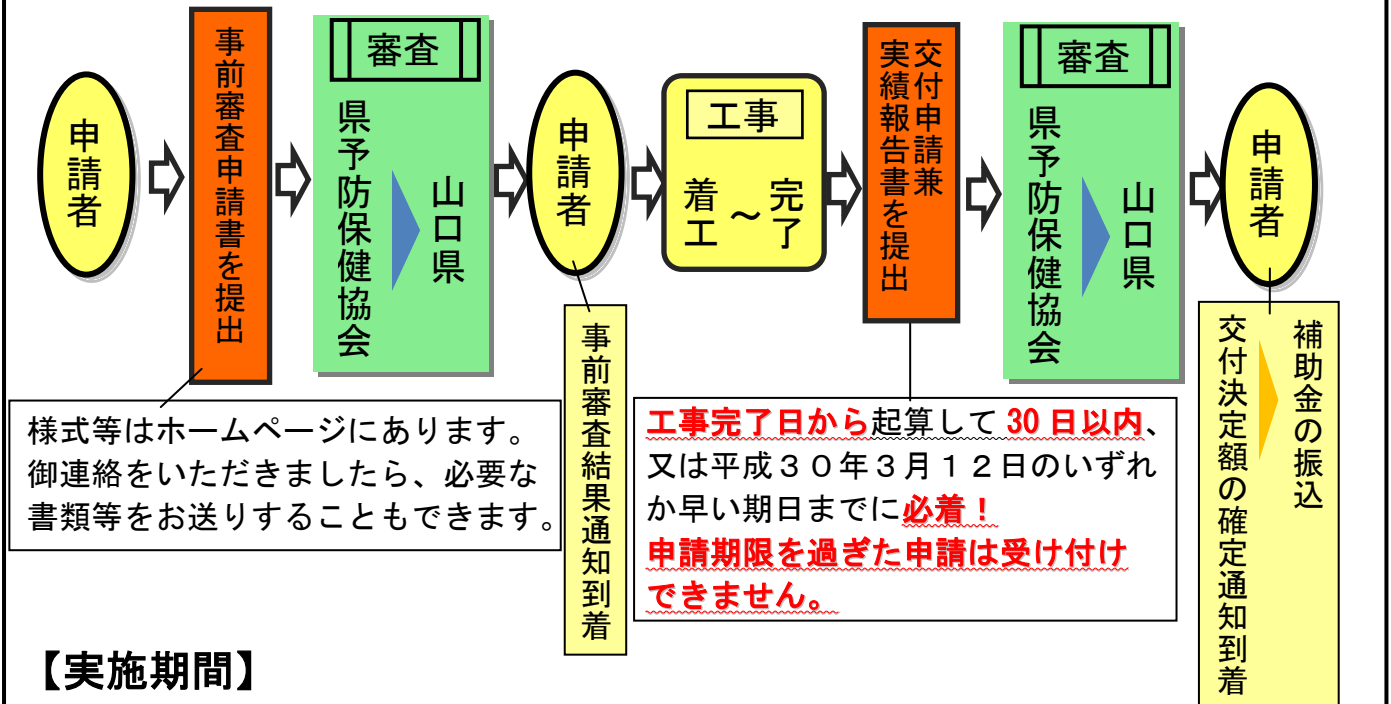 申請者
事前審査申請書を提出
審査
県予防保健協会
山口県
申請者
工事
着工
～
完了
交付申請兼
実績報告書を提出
審査
県予防保健協会
山口県
申請者
様式等はホームページにあります。
御連絡をいただきましたら、必要な
書類等をお送りすることもできます。
事前審査結果通知到着
工事完了日から起算して 30 日以内、
又は平成３０年３月１２日のいずれ
か早い期日までに必着！
申請期限を過ぎた申請は受け付け
できません。
交付決定額の確定通知到着
補助金の振込
【実施期間】